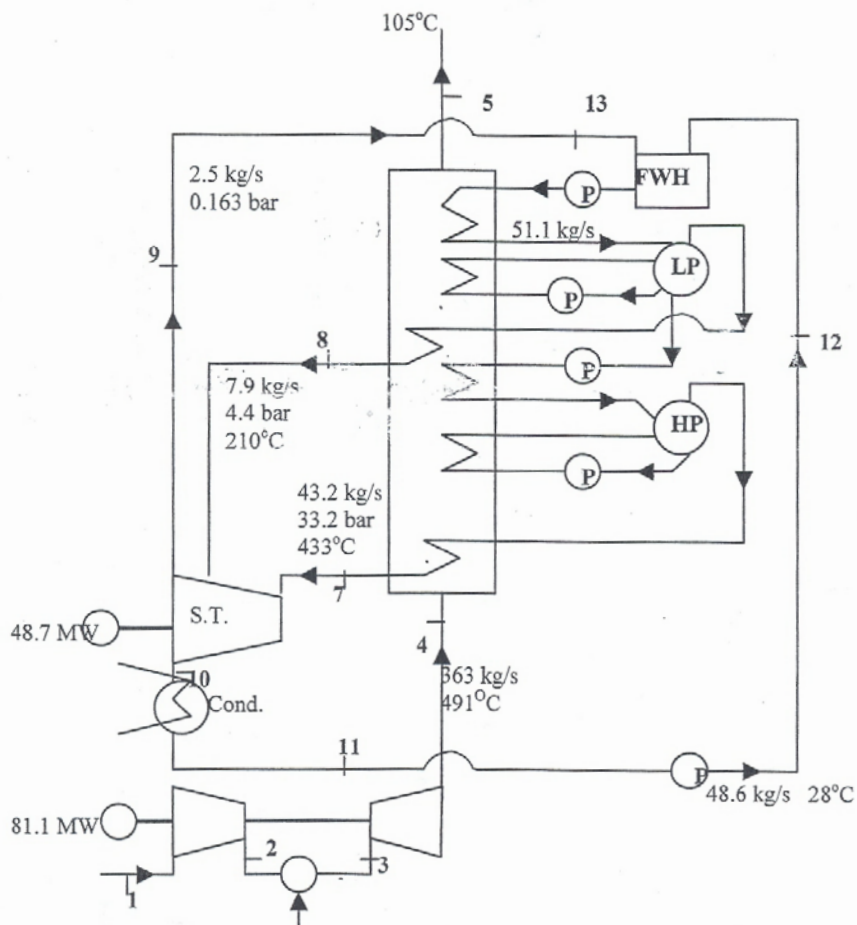 105°C
5
13
FWH
P
2.5 kg/s
0.163 bar
51.1 kg/s
LP
9
P
8
12
7.9 kg/s
4.4 bar
210°C
P
HP
P
43.2 kg/s
33.2 bar
433°C
7
S.T.
48.7 MW
4
10
363 kg/s
491°C
Cond.
11
P
48.6 kg/s 28°C
81.1 MW
2
3
1